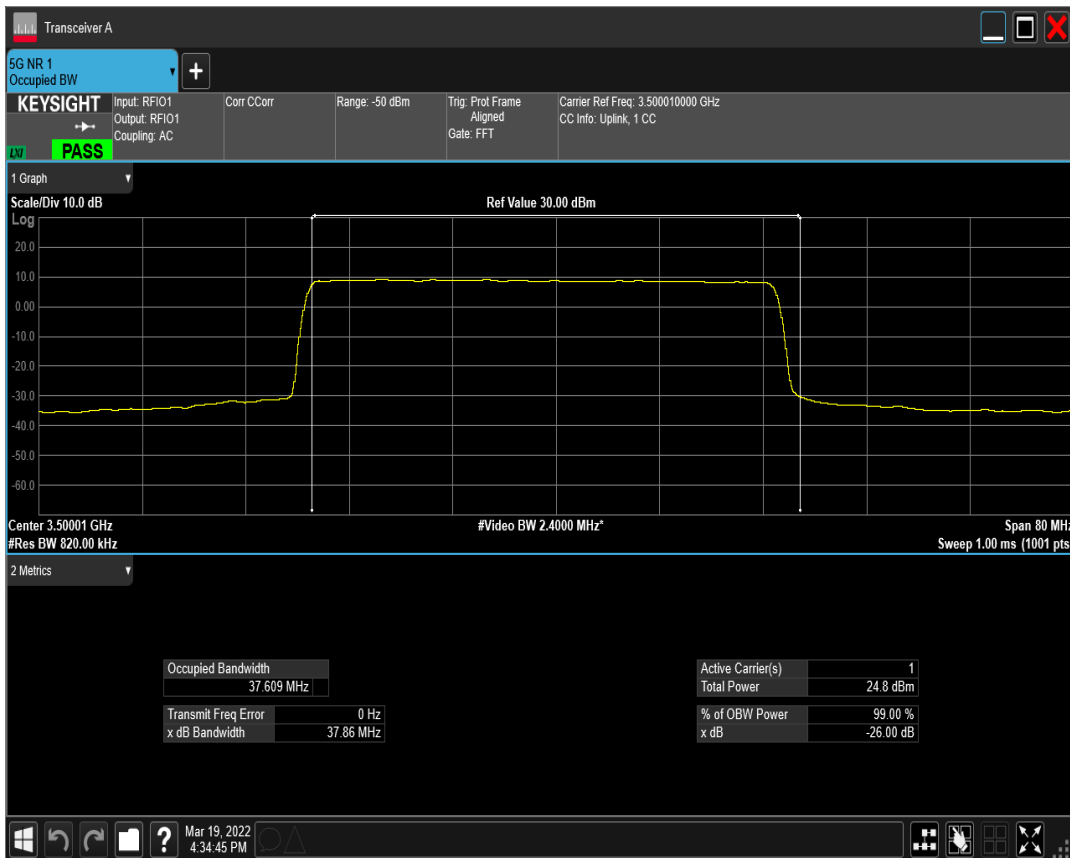 Transceiver A
5G NR 1
Occupied BW
+
KEYSIGHT
LXI
PASS
Input: RFIO1
Output: RFIO1
Coupling: AC
Corr CCorr
Range: -50 dBm
Trig: Prot Frame
Aligned
Gate: FFT
Carrier Ref Freq: 3.500010000 GHz
CC Info: Uplink, 1 CC
1 Graph
Scale/Div 10.0 dB
Ref Value 30.00 dBm
Log
20.0
10.0
0.00
-10.0
-20.0
-30.0
-40.0
-50.0
-60.0
Center 3.50001 GHz
#Video BW 2.4000 MHz*
Span 80 MHz
#Res BW 820.00 kHz
Sweep 1.00 ms (1001 pts
2 Metrics
Occupied Bandwidth
37.609 MHz
Transmit Freq Error 0 Hz
x dB Bandwidth 37.86 MHz
Active Carrier(s) 1
Total Power 24.8 dBm
% of OBW Power 99.00 %
x dB -26.00 dB
?
Mar 19, 2022
4:34:45 PM